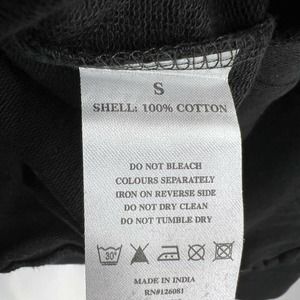 S
SHELL: 100% COTTON
DO NOT BLEACH
COLOURS SEPARATELY
IRON ON REVERSE SIDE
DO NOT DRY CLEAN
DO NOT TUMBLE DRY
30°
MADE IN INDIA
RN#126081